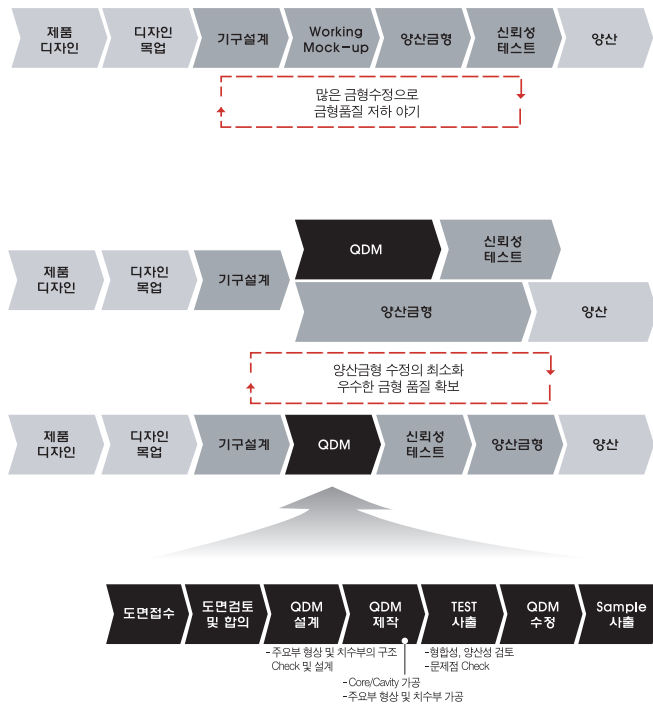 제품
디자인
디자인
목업
기구설계
Working
Mock-up
양산금형
신뢰성
테스트
양산
많은 금형수정으로
금형품질 저하 야기
제품
디자인
디자인
목업
기구설계
QDM
신뢰성
테스트
양산금형
양산
양산금형 수정의 최소화
우수한 금형 품질 확보
제품
디자인
디자인
목업
기구설계
QDM
신뢰성
테스트
양산금형
양산
도면접수
도면검토
및 합의
QDM
설계
QDM
제작
TEST
사출
QDM
수정
Sample
사출
-주요부 형상 및 치수부의 구조
Check 및 설계
-Core/Cavity 가공
-주요부 형상 및 치수부 가공
-형합성, 양산성 검토
-문제점 Check